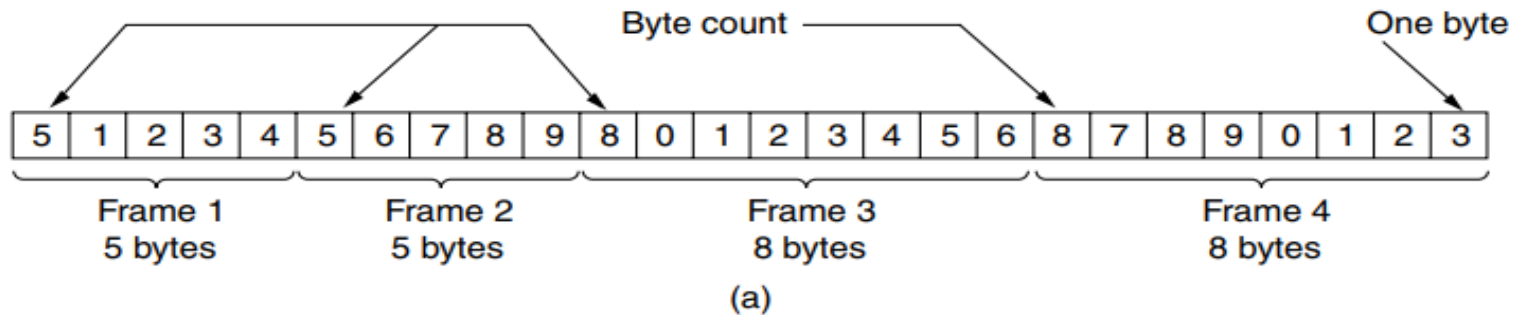 Byte count One byte
5 1 2 3 4 5 6 7 8 9 8 0 1 2 3 4 5 6 8 7 8 9 0 1 2 3
Frame 1 Frame 2 Frame 3 Frame 4
5 bytes 5 bytes 8 bytes 8 bytes
(a)